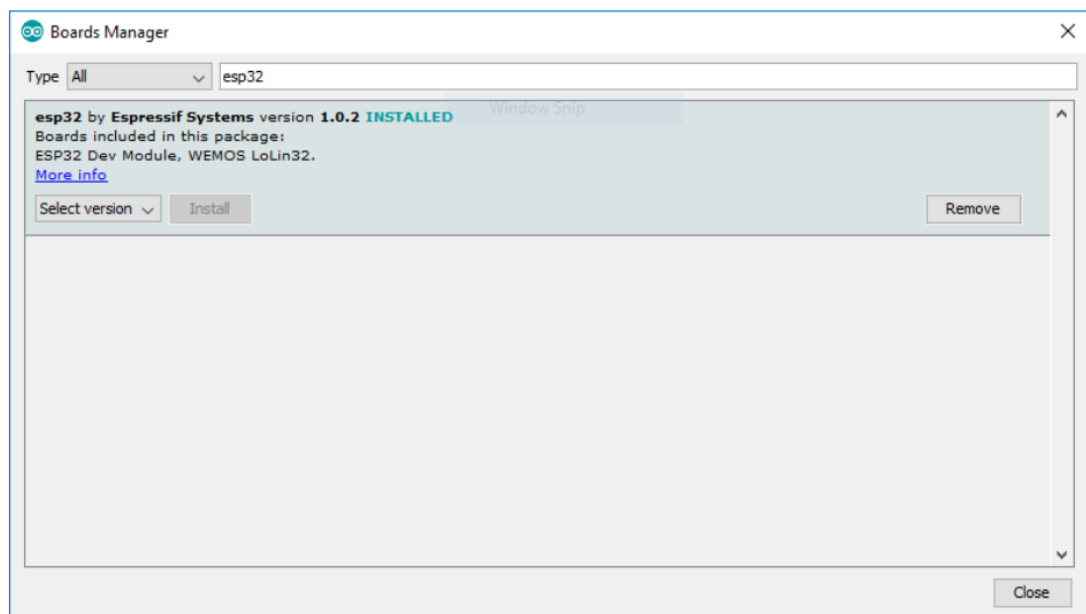 Boards Manager
Type All esp32
Window Snip
esp32 by Espressif Systems version 1.0.2 INSTALLED
Boards included in this package:
ESP32 Dev Module, WEMOS LoLin32.
More info
Select version Install Remove
Close